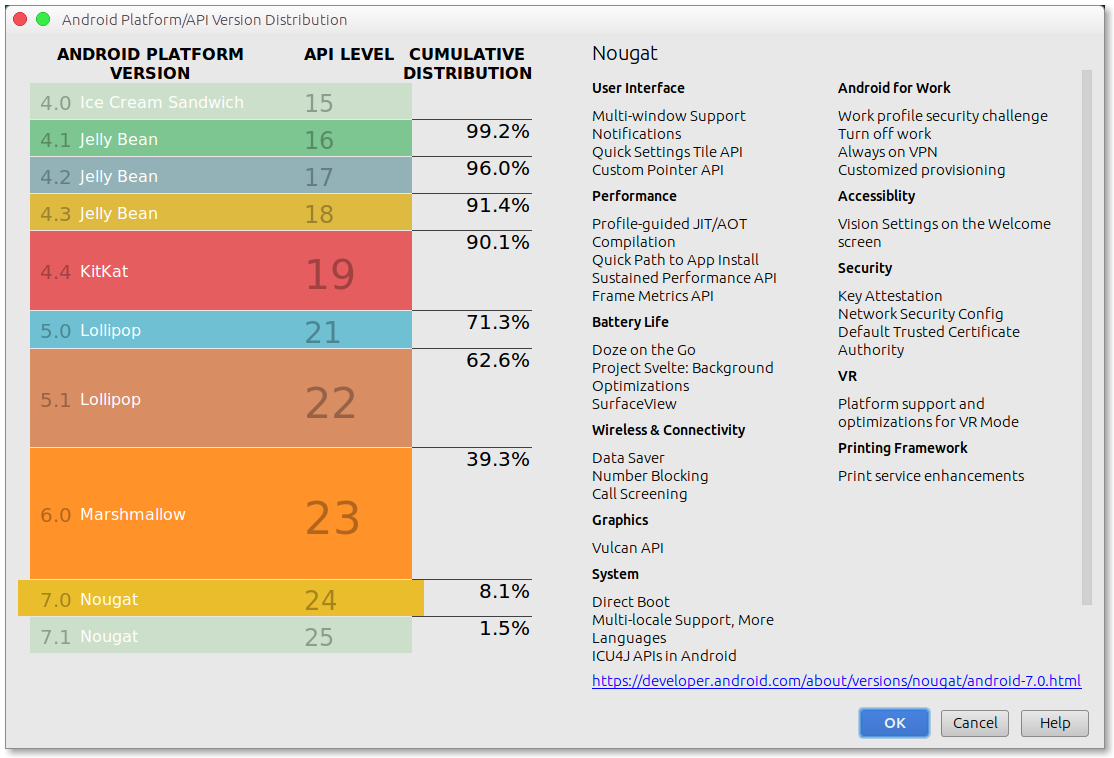 Android Platform/API Version Distribution
ANDROID PLATFORM
VERSION
API LEVEL
CUMULATIVE
DISTRIBUTION
4.0 Ice Cream Sandwich 15
99.2%
4.1 Jelly Bean 16
96.0%
4.2 Jelly Bean 17
91.4%
4.3 Jelly Bean 18
90.1%
4.4 KitKat 19
71.3%
5.0 Lollipop 21
62.6%
5.1 Lollipop 22
39.3%
6.0 Marshmallow 23
8.1%
7.0 Nougat 24
1.5%
7.1 Nougat 25
Nougat
User Interface
Multi-window Support
Notifications
Quick Settings Tile API
Custom Pointer API
Performance
Profile-guided JIT/AOT
Compilation
Quick Path to App Install
Sustained Performance API
Frame Metrics API
Battery Life
Doze on the Go
Project Svelte: Background
Optimizations
SurfaceView
Wireless & Connectivity
Data Saver
Number Blocking
Call Screening
Graphics
Vulcan API
System
Direct Boot
Multi-locale Support, More
Languages
ICU4J APIs in Android
Android for Work
Work profile security challenge
Turn off work
Always on VPN
Customized provisioning
Accessiblity
Vision Settings on the Welcome
screen
Security
Key Attestation
Network Security Config
Default Trusted Certificate
Authority
VR
Platform support and
optimizations for VR Mode
Printing Framework
Print service enhancements
https://developer.android.com/about/versions/nougat/android-7.0.html
OK
Cancel
Help